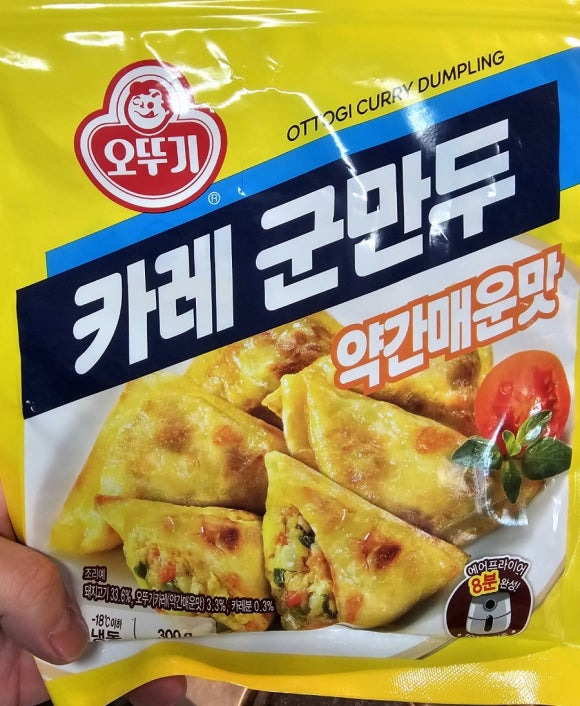 OTTOGI CURRY DUMPLING
오뚜기
®
카레 군만두
약간매운맛
에어프라이어
8분완성!
조리예
돼지고기 33.6%, 오뚜기카레(약간매운맛) 3.3%, 카레분 0.3%
-18℃이하
냉동
300 g